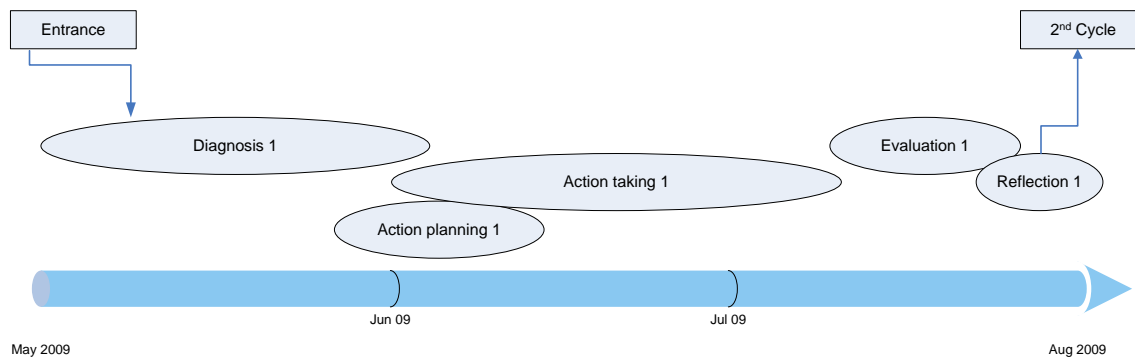 Entrance
2nd Cycle
Diagnosis 1
Evaluation 1
Action taking 1
Reflection 1
Action planning 1
Jun 09
Jul 09
May 2009
Aug 2009